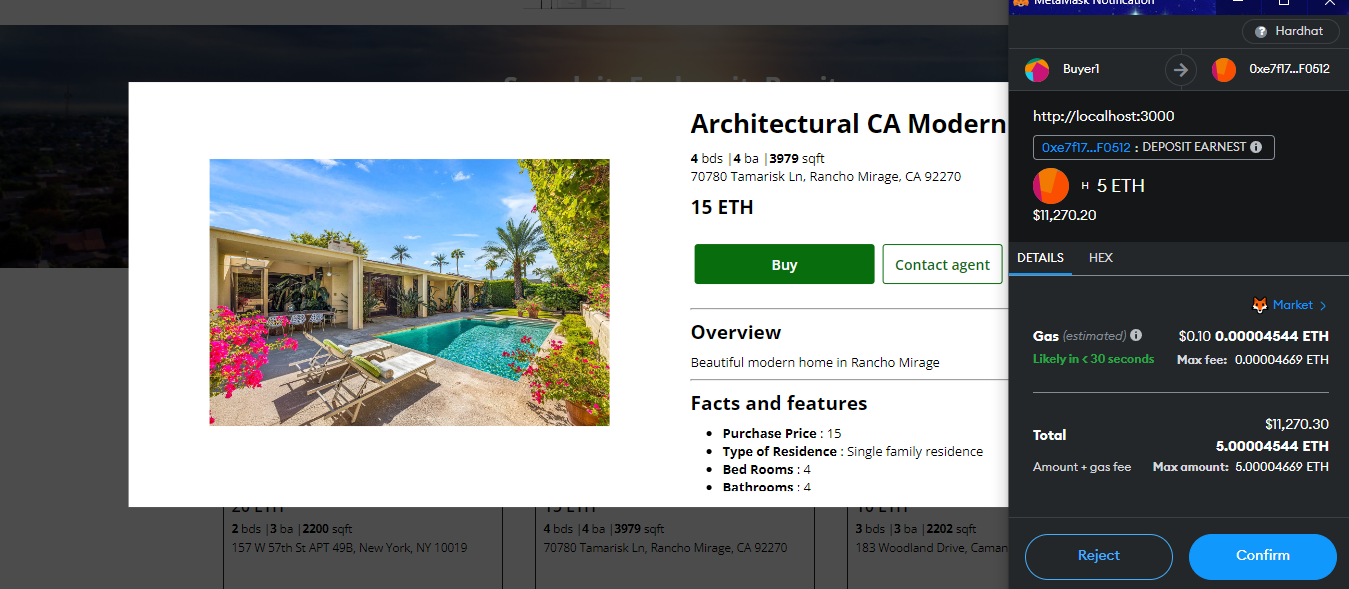 Architectural CA Modern
4 bds |4 ba |3979 sqft
70780 Tamarisk Ln, Rancho Mirage, CA 92270
15 ETH
Buy
Contact agent
Overview
Beautiful modern home in Rancho Mirage
Facts and features
Purchase Price : 15
Type of Residence : Single family residence
Bed Rooms : 4
Bathrooms : 4
20 ETH
2 bds |3 ba |2200 sqft
157 W 57th St APT 49B, New York, NY 10019
15 ETH
4 bds |4 ba |3979 sqft
70780 Tamarisk Ln, Rancho Mirage, CA 92270
10 ETH
3 bds |3 ba |2202 sqft
183 Woodland Drive, Caman
MetaMask Notification
Hardhat
Buyer1
0xe7f17...F0512
http://localhost:3000
0xe7f17...F0512 : DEPOSIT EARNEST
H 5 ETH
$11,270.20
DETAILS
HEX
Market >
Gas (estimated) $0.10 0.00004544 ETH
Likely in < 30 seconds Max fee: 0.00004669 ETH
$11,270.30
Total
5.00004544 ETH
Amount + gas fee Max amount: 5.00004669 ETH
Reject
Confirm